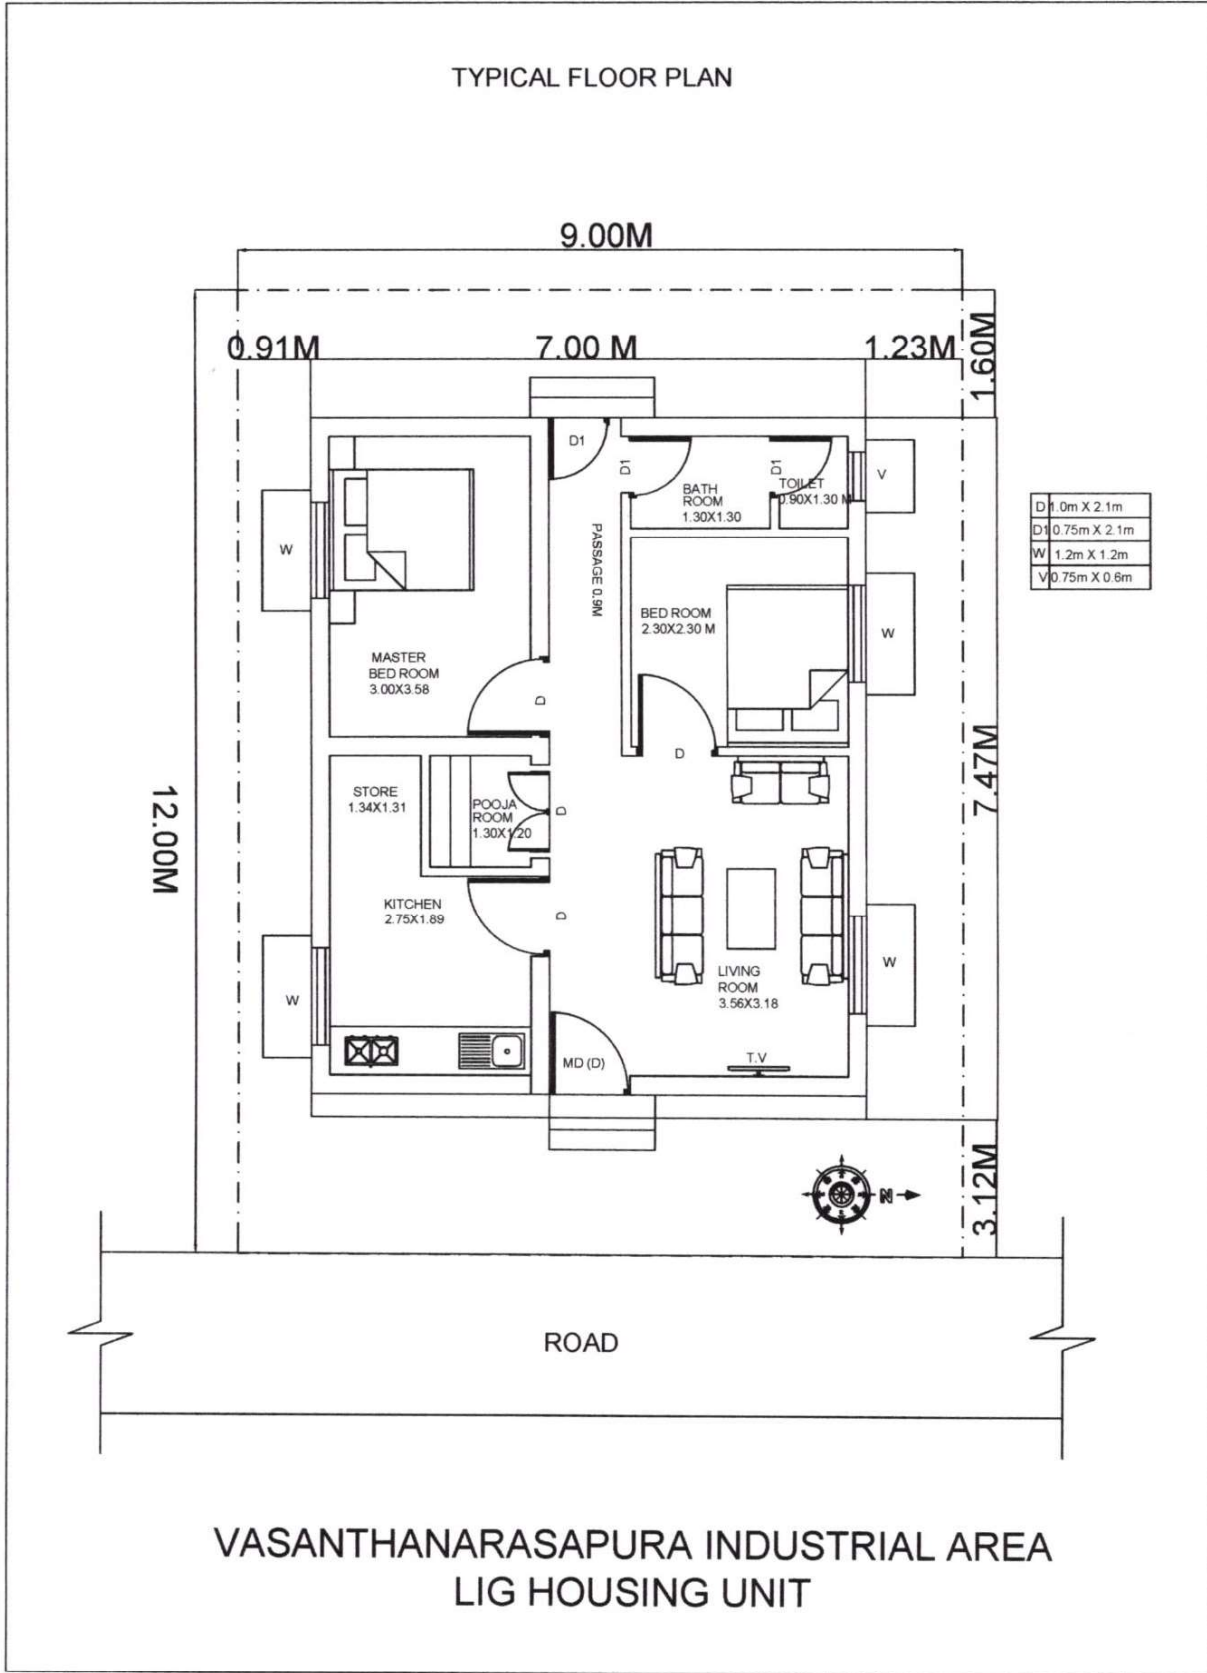 TYPICAL FLOOR PLAN
9.00M
0.91M
7.00 M
1.23M
1.60M
D1
D1
D1
V
TOILET
0.90X1.30 M
BATH
ROOM
1.30X1.30
D 1.0m X 2.1m
D1 0.75m X 2.1m
W 1.2m X 1.2m
V 0.75m X 0.6m
W
PASSAGE 0.9M
BED ROOM
2.30X2.30 M
W
MASTER
BED ROOM
3.00X3.58
D
D
7.47M
12.00M
STORE
1.34X1.31
POOJA
ROOM
1.30X1.20
D
KITCHEN
2.75X1.89
D
W
LIVING
ROOM
3.56X3.18
W
MD (D)
T.V
N
3.12M
ROAD
VASANTHANARASAPURA INDUSTRIAL AREA
LIG HOUSING UNIT